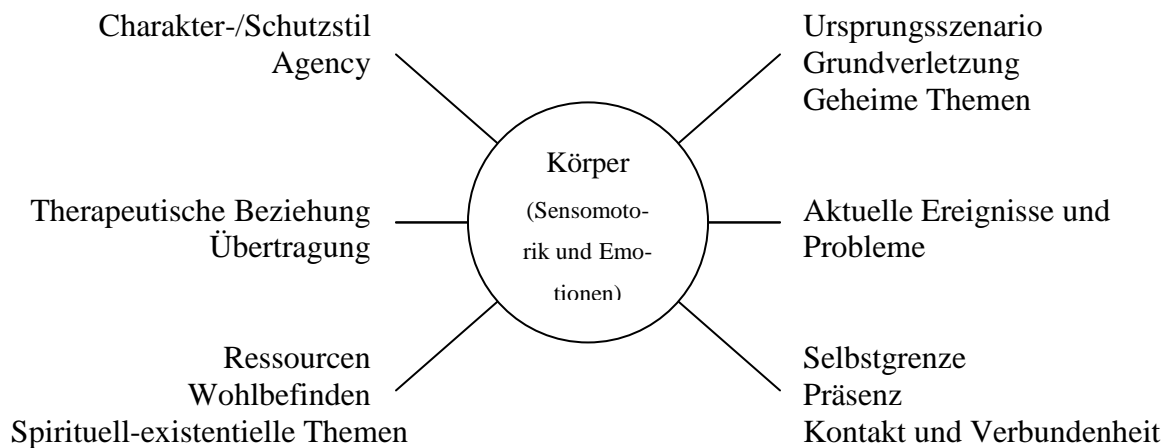 Charakter-/Schutzstil
Agency
Ursprungsszenario
Grundverletzung
Geheime Themen
Körper
(Sensomoto-
rik und Emo-
tionen)
Therapeutische Beziehung
Übertragung
Aktuelle Ereignisse und
Probleme
Ressourcen
Wohlbefinden
Spirituell-existentielle Themen
Selbstgrenze
Präsenz
Kontakt und Verbundenheit